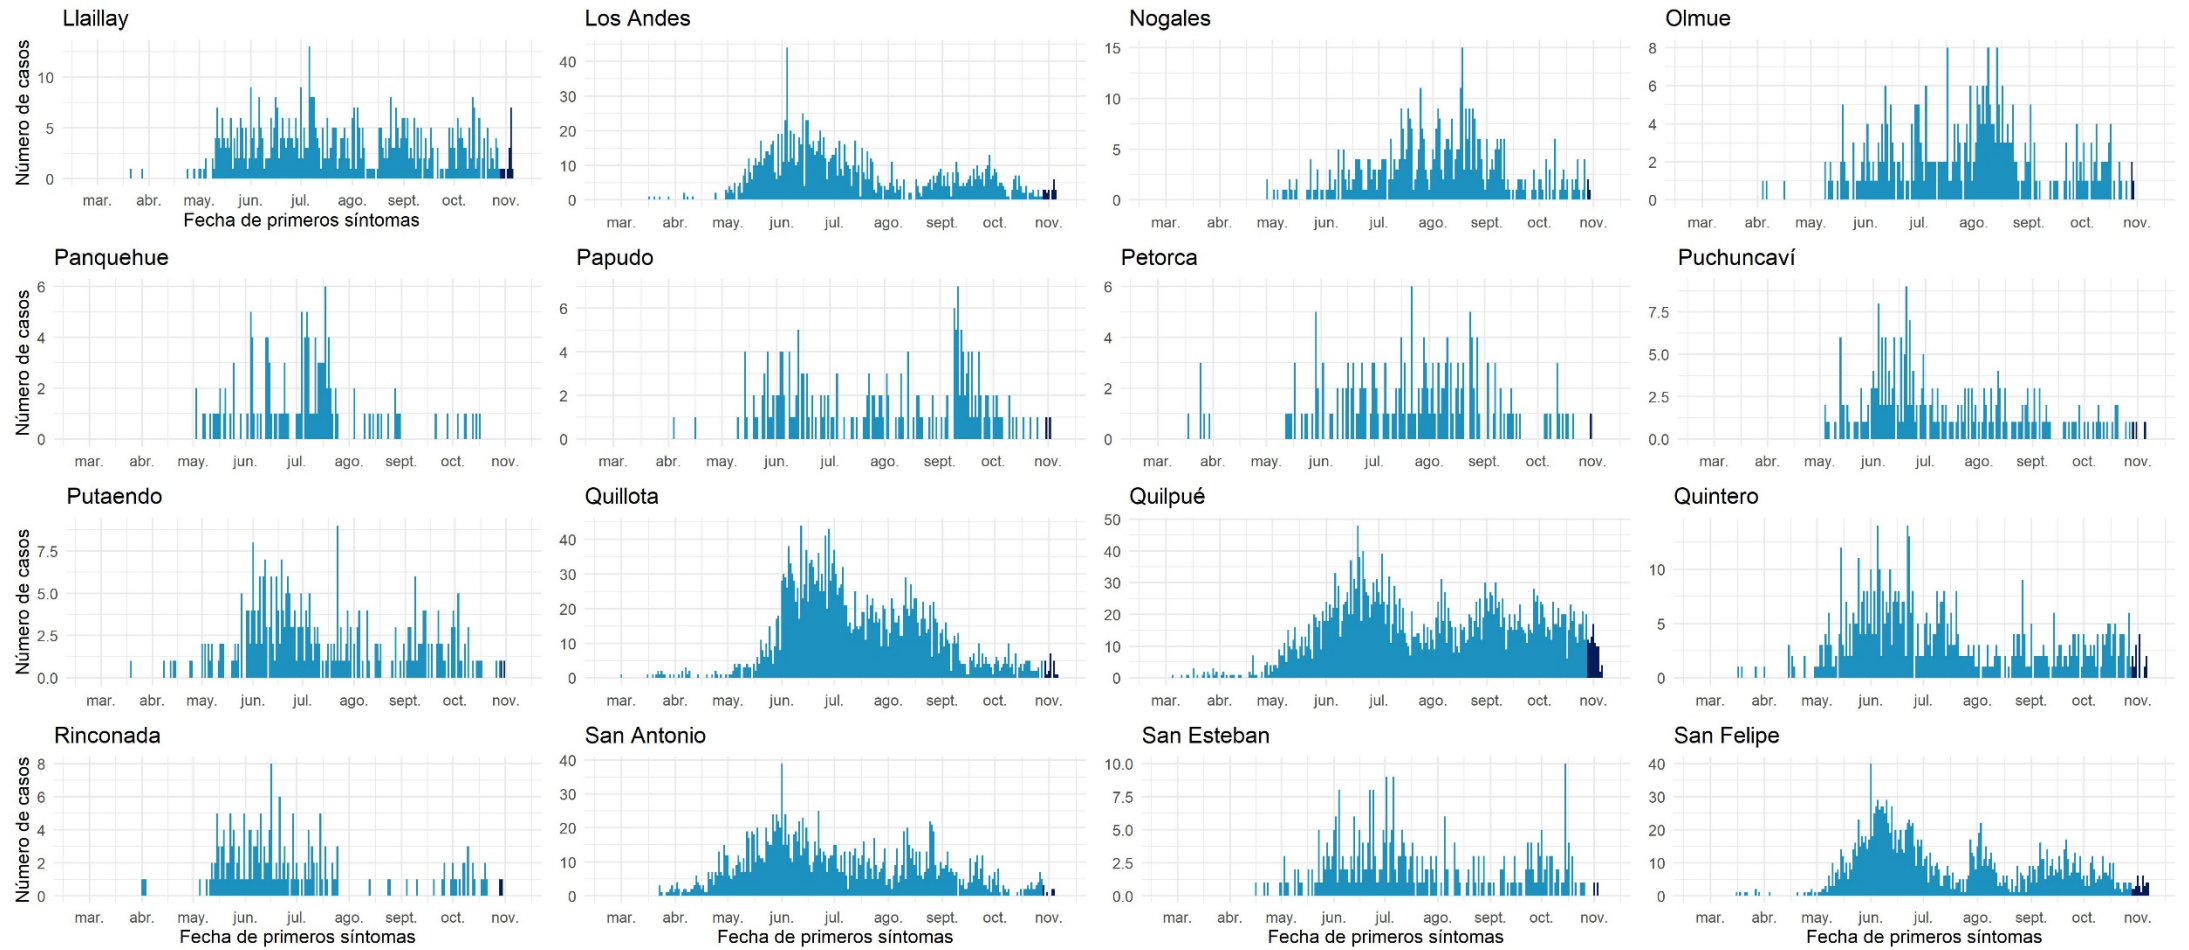 Llaillay
Los Andes
Nogales
Olmue
Número de casos
10
5
0
mar. abr. may. jun. jul. ago. sept. oct. nov.
Fecha de primeros síntomas
40
30
20
10
0
mar. abr. may. jun. jul. ago. sept. oct. nov.
15
10
5
0
mar. abr. may. jun. jul. ago. sept. oct. nov.
8
6
4
2
0
mar. abr. may. jun. jul. ago. sept. oct. nov.
Panquehue
Papudo
Petorca
Puchuncaví
Número de casos
6
4
2
0
mar. abr. may. jun. jul. ago. sept. oct. nov.
6
4
2
0
mar. abr. may. jun. jul. ago. sept. oct. nov.
6
4
2
0
mar. abr. may. jun. jul. ago. sept. oct. nov.
7.5
5.0
2.5
0.0
mar. abr. may. jun. jul. ago. sept. oct. nov.
Putaendo
Quillota
Quilpué
Quintero
Número de casos
7.5
5.0
2.5
0.0
mar. abr. may. jun. jul. ago. sept. oct. nov.
40
30
20
10
0
mar. abr. may. jun. jul. ago. sept. oct. nov.
50
40
30
20
10
0
mar. abr. may. jun. jul. ago. sept. oct. nov.
10
5
0
mar. abr. may. jun. jul. ago. sept. oct. nov.
Rinconada
San Antonio
San Esteban
San Felipe
Número de casos
8
6
4
2
0
mar. abr. may. jun. jul. ago. sept. oct. nov.
Fecha de primeros síntomas
40
30
20
10
0
mar. abr. may. jun. jul. ago. sept. oct. nov.
Fecha de primeros síntomas
10.0
7.5
5.0
2.5
0.0
mar. abr. may. jun. jul. ago. sept. oct. nov.
Fecha de primeros síntomas
40
30
20
10
0
mar. abr. may. jun. jul. ago. sept. oct. nov.
Fecha de primeros síntomas